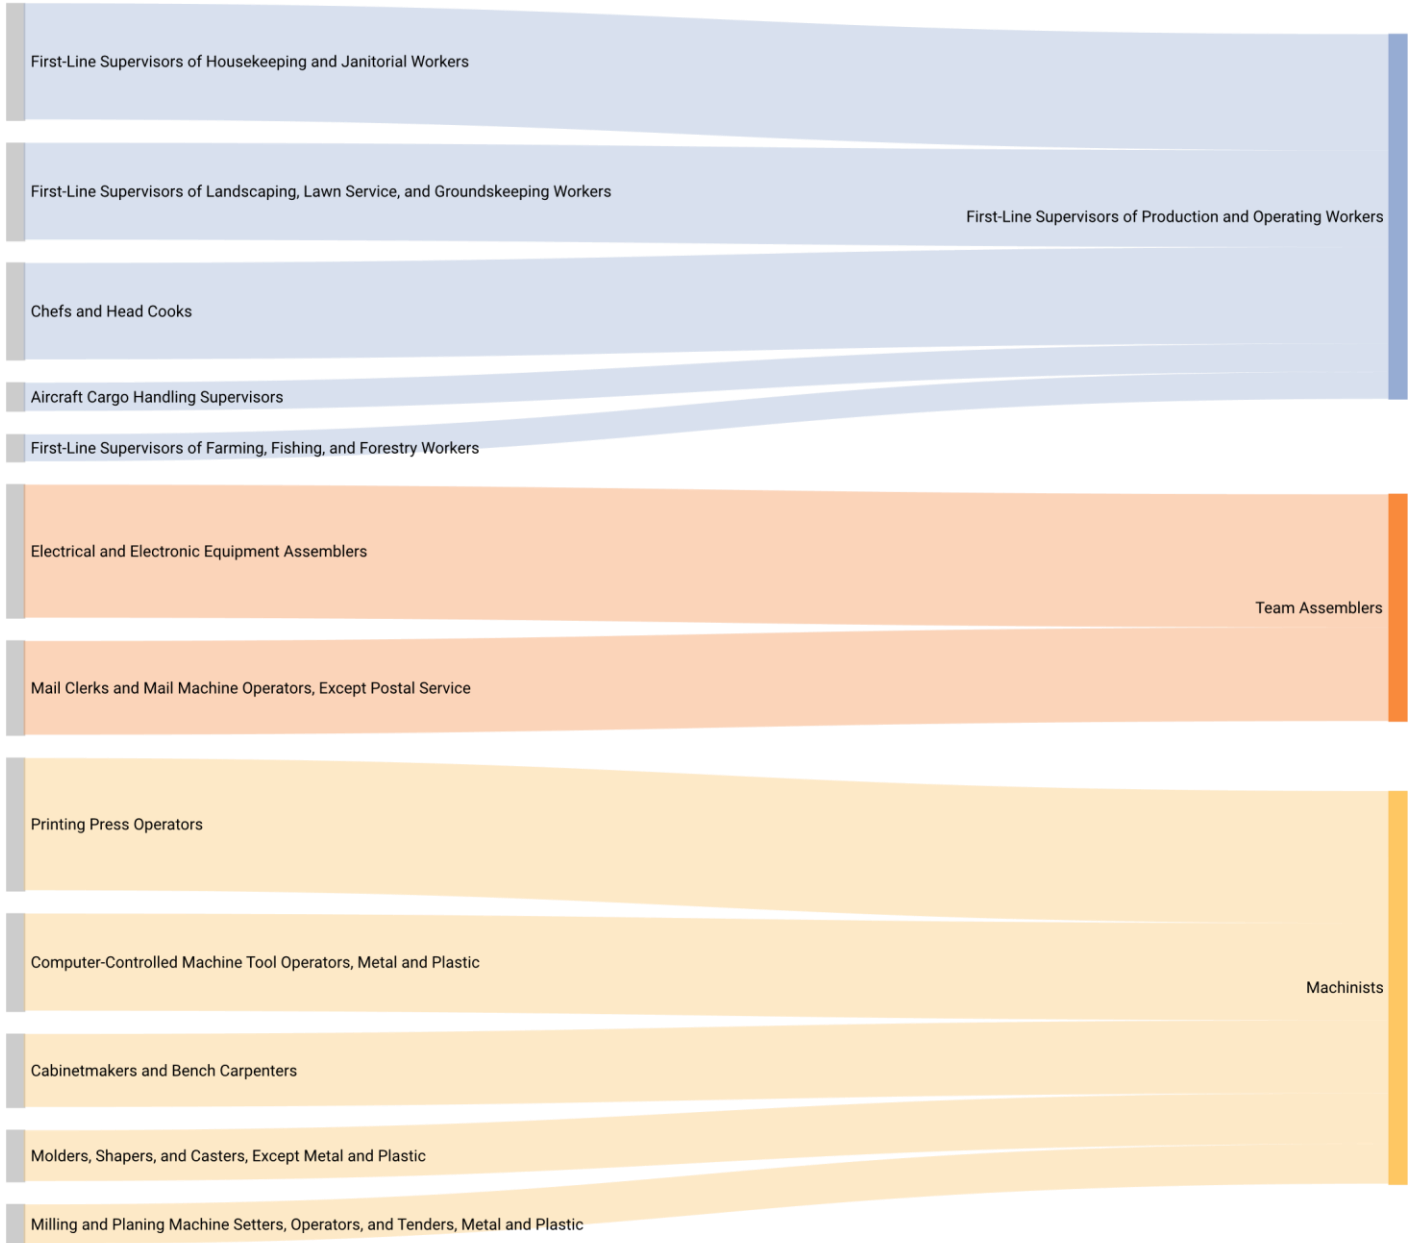 First-Line Supervisors of Housekeeping and Janitorial Workers
First-Line Supervisors of Landscaping, Lawn Service, and Groundskeeping Workers
First-Line Supervisors of Production and Operating Workers
Chefs and Head Cooks
Aircraft Cargo Handling Supervisors
First-Line Supervisors of Farming, Fishing, and Forestry Workers
Electrical and Electronic Equipment Assemblers
Team Assemblers
Mail Clerks and Mail Machine Operators, Except Postal Service
Printing Press Operators
Computer-Controlled Machine Tool Operators, Metal and Plastic
Machinists
Cabinetmakers and Bench Carpenters
Molders, Shapers, and Casters, Except Metal and Plastic
Milling and Planing Machine Setters, Operators, and Tenders, Metal and Plastic